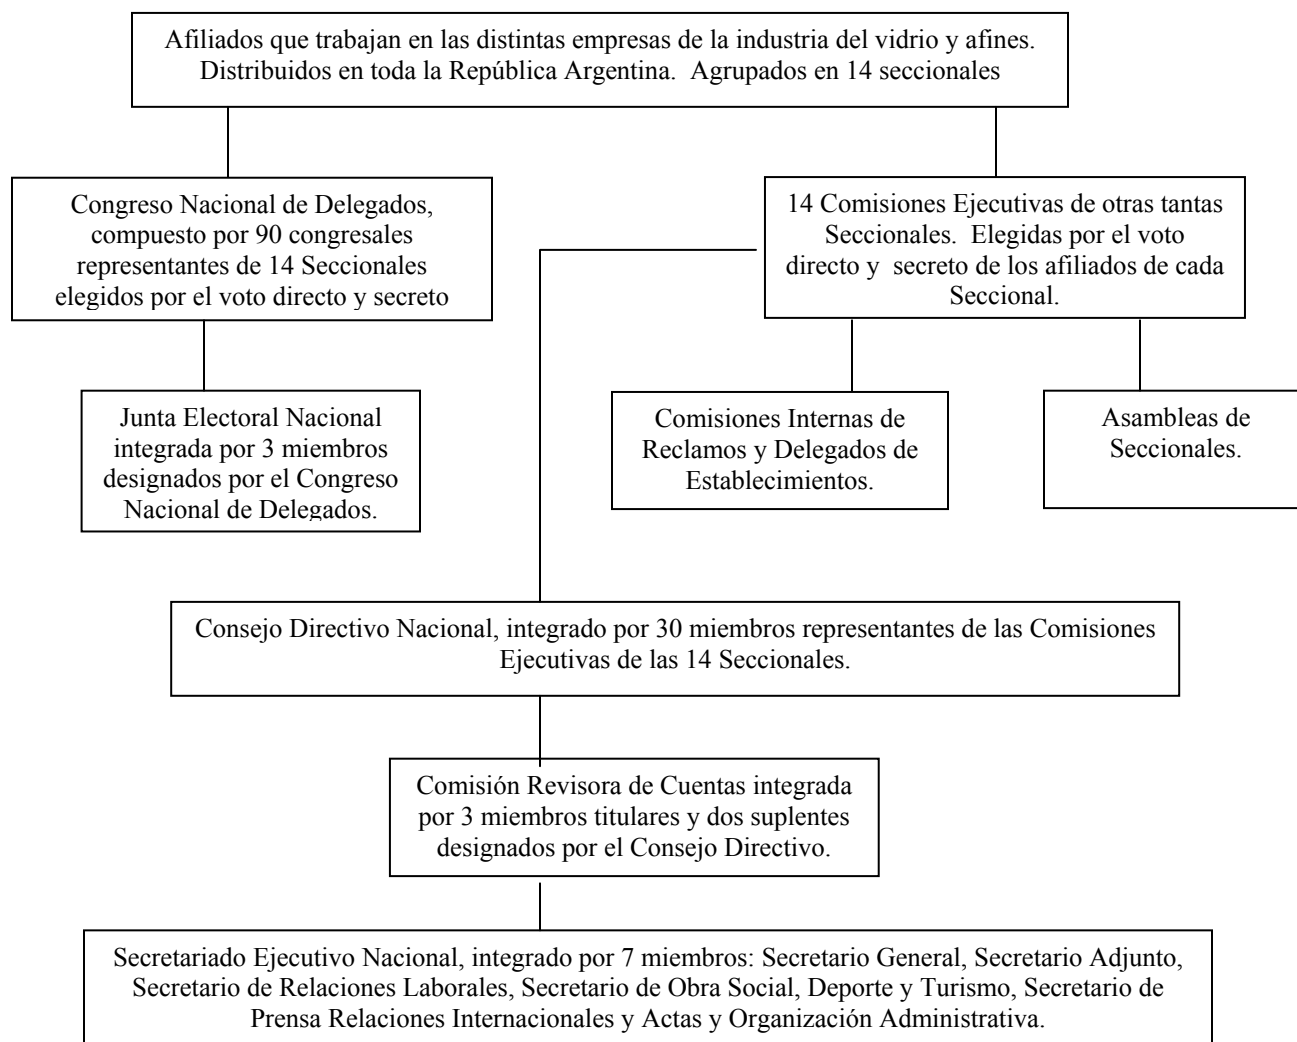 Afiliados que trabajan en las distintas empresas de la industria del vidrio y afines.
Distribuidos en toda la República Argentina.  Agrupados en 14 seccionales
Congreso Nacional de Delegados,
compuesto por 90 congresales
representantes de 14 Seccionales
elegidos por el voto directo y secreto
14 Comisiones Ejecutivas de otras tantas
Seccionales.  Elegidas por el voto
directo y  secreto de los afiliados de cada
Seccional.
Junta Electoral Nacional
integrada por 3 miembros
designados por el Congreso
Nacional de Delegados.
Comisiones Internas de
Reclamos y Delegados de
Establecimientos.
Asambleas de
Seccionales.
Consejo Directivo Nacional, integrado por 30 miembros representantes de las Comisiones
Ejecutivas de las 14 Seccionales.
Comisión Revisora de Cuentas integrada
por 3 miembros titulares y dos suplentes
designados por el Consejo Directivo.
Secretariado Ejecutivo Nacional, integrado por 7 miembros: Secretario General, Secretario Adjunto,
Secretario de Relaciones Laborales, Secretario de Obra Social, Deporte y Turismo, Secretario de
Prensa Relaciones Internacionales y Actas y Organización Administrativa.